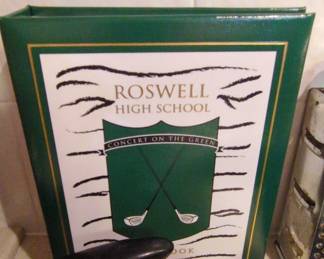 ROSWELL
HIGH SCHOOL
CONCERT ON THE GREEN